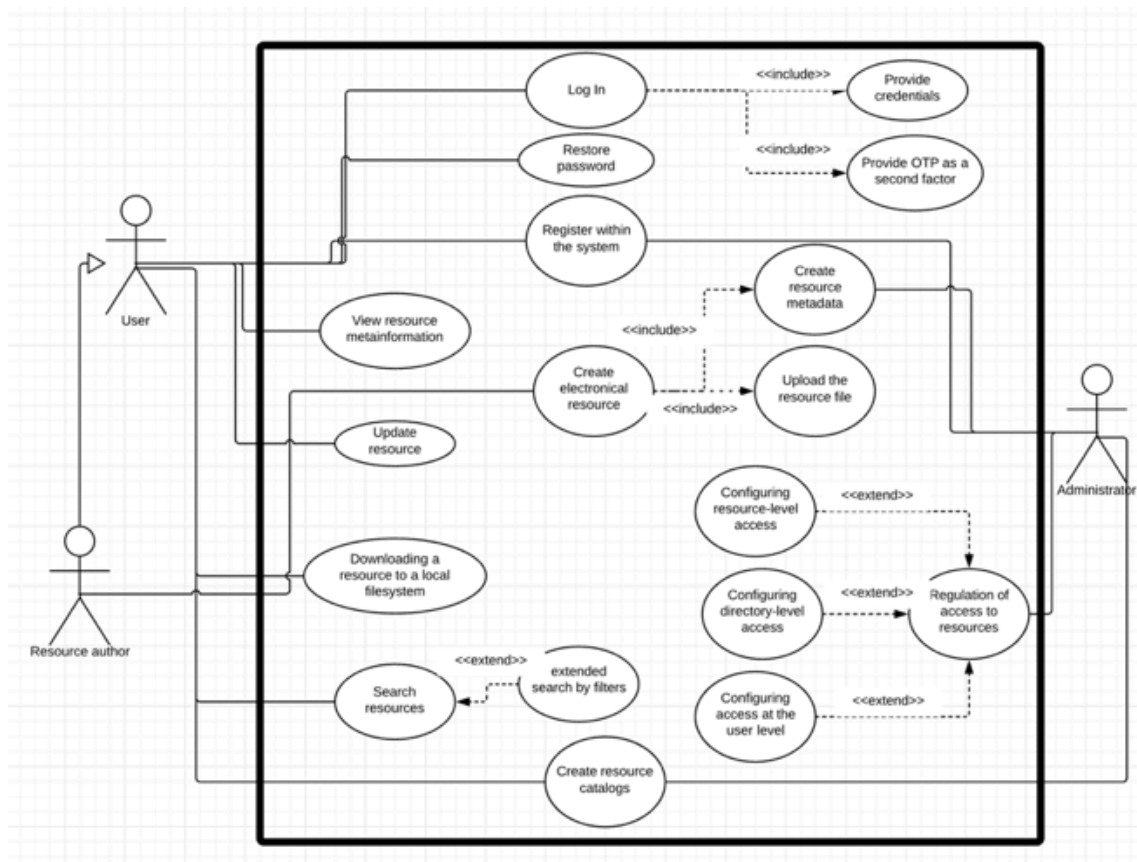 Log In
<<include>>
Provide
credentials
Restore
password
<<include>>
Provide OTP as a
second factor
Register within
the system
User
Create
resource
metadata
View resource
metainformation
<<include>>
Create
electronical
resource
<<include>>
Upload the
resource file
Update
resource
Administrator
Configuring
resource-level
access
<<extend>>
Downloading a
resource to a local
filesystem
Configuring
directory-level
access
<<extend>>
Regulation of
access to
resources
Resource author
Search
resources
<<extend>>
extended
search by filters
Configuring
access at the
user level
<<extend>>
Create resource
catalogs